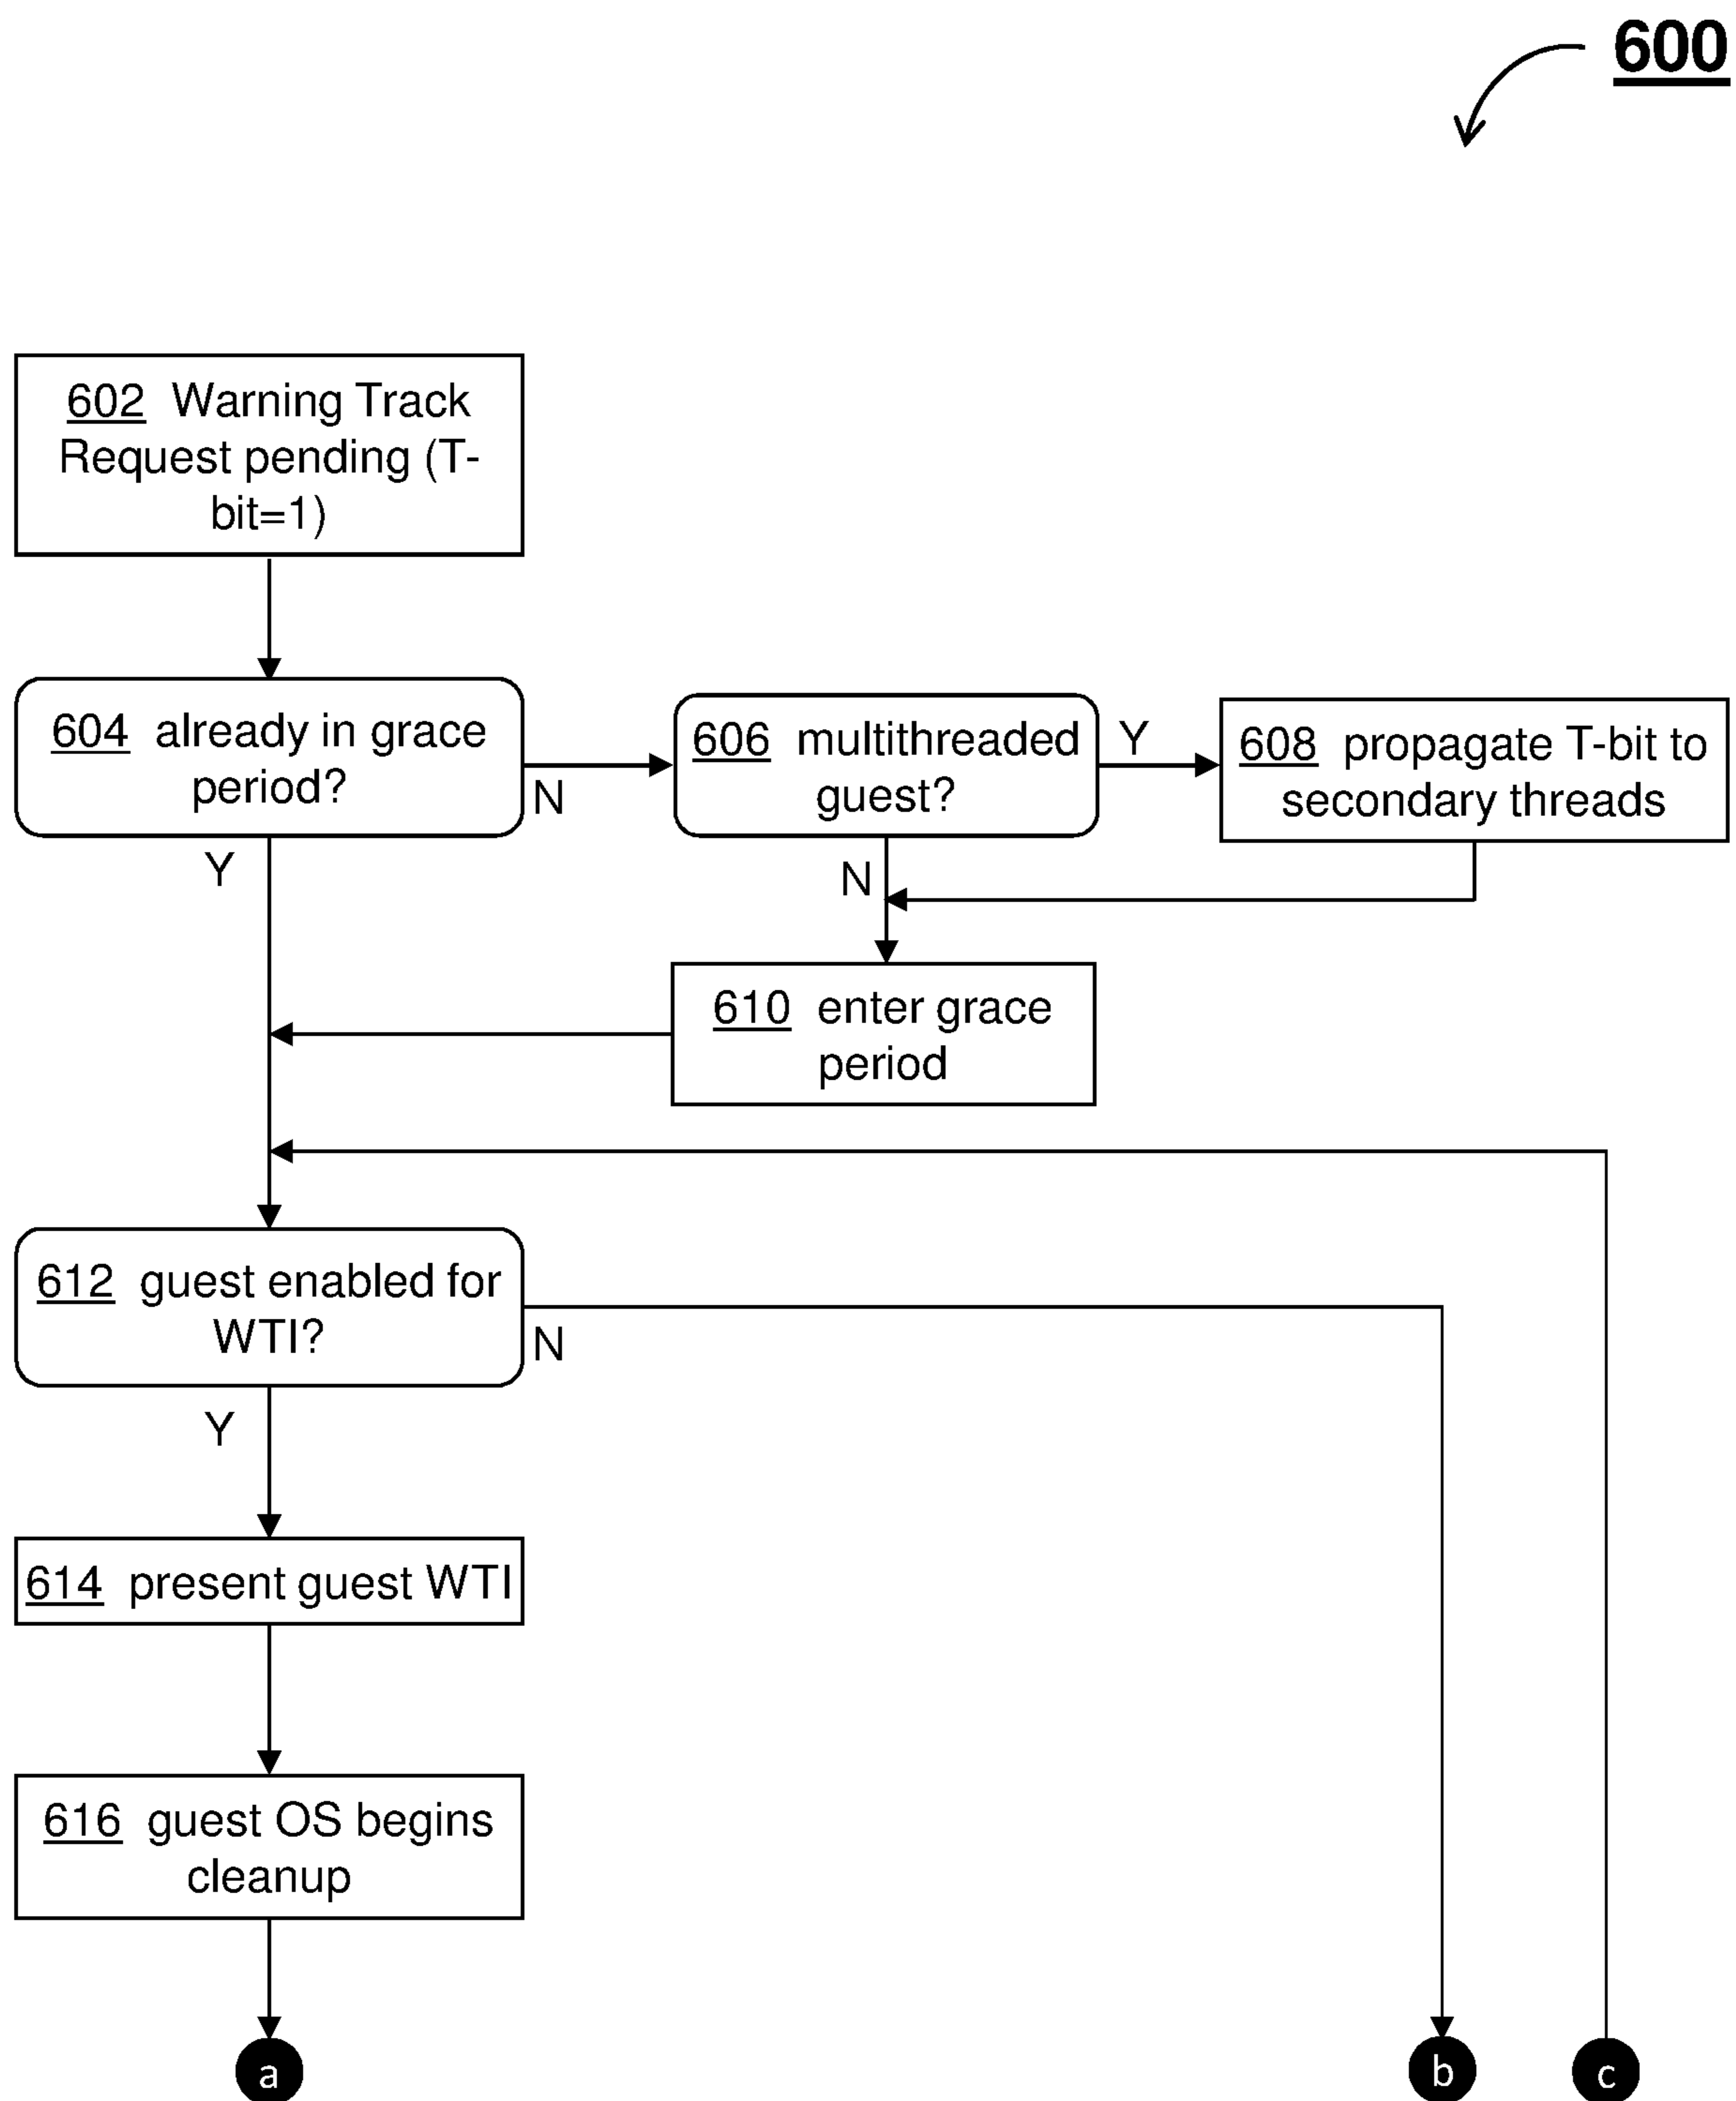 600
602 Warning Track
Request pending (T-
bit=1)
604 already in grace
period?
N
Y
606 multithreaded
guest?
Y
N
608 propagate T-bit to
secondary threads
610 enter grace
period
612 guest enabled for
WTI?
N
Y
614 present guest WTI
616 guest OS begins
cleanup
a
b
c